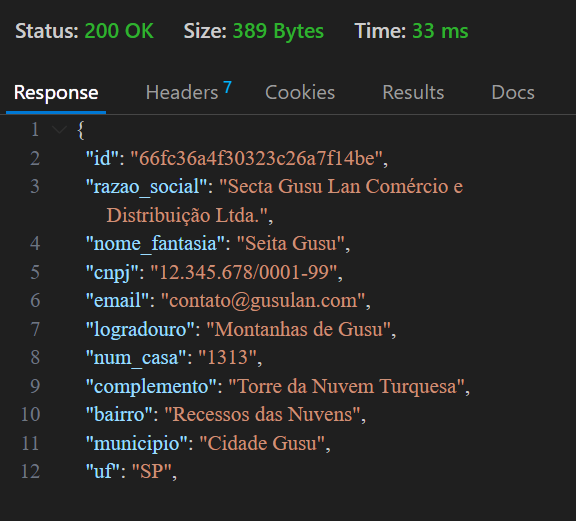 Status: 200 OK Size: 389 Bytes Time: 33 ms
Response Headers 7 Cookies Results Docs
1 {
2 "id": "66fc36a4f30323c26a7f14be",
3 "razao_social": "Secta Gusu Lan Comércio e
Distribuição Ltda.",
4 "nome_fantasia": "Seita Gusu",
5 "cnpj": "12.345.678/0001-99",
6 "email": "contato@gusulan.com",
7 "logradouro": "Montanhas de Gusu",
8 "num_casa": "1313",
9 "complemento": "Torre da Nuvem Turquesa",
10 "bairro": "Recessos das Nuvens",
11 "municipio": "Cidade Gusu",
12 "uf": "SP",